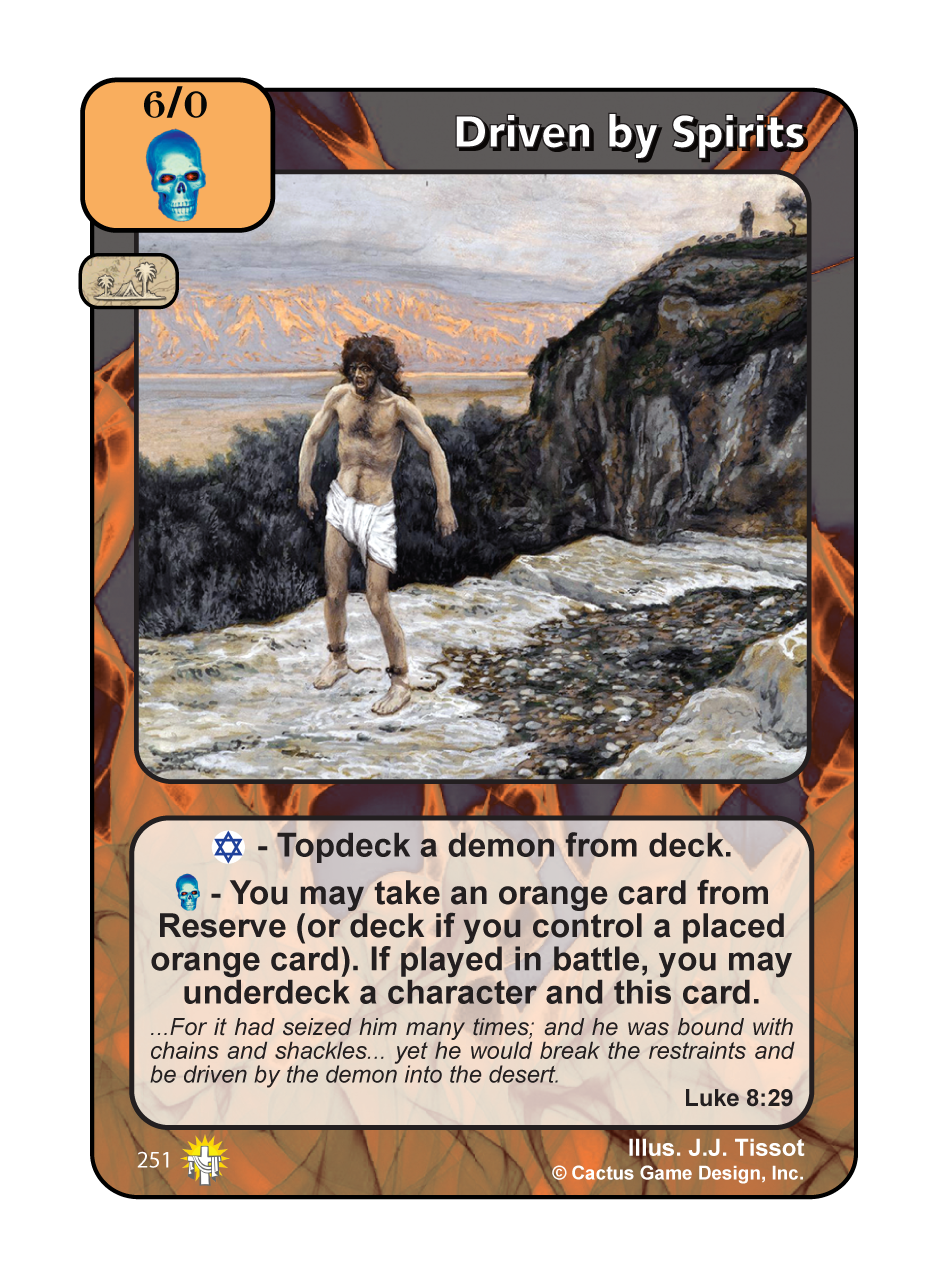 6/0
Driven by Spirits
- Topdeck a demon from deck.
- You may take an orange card from
Reserve (or deck if you control a placed
orange card). If played in battle, you may
underdeck a character and this card.
...For it had seized him many times; and he was bound with
chains and shackles... yet he would break the restraints and
be driven by the demon into the desert.
Luke 8:29
251
Illus. J.J. Tissot
© Cactus Game Design, Inc.